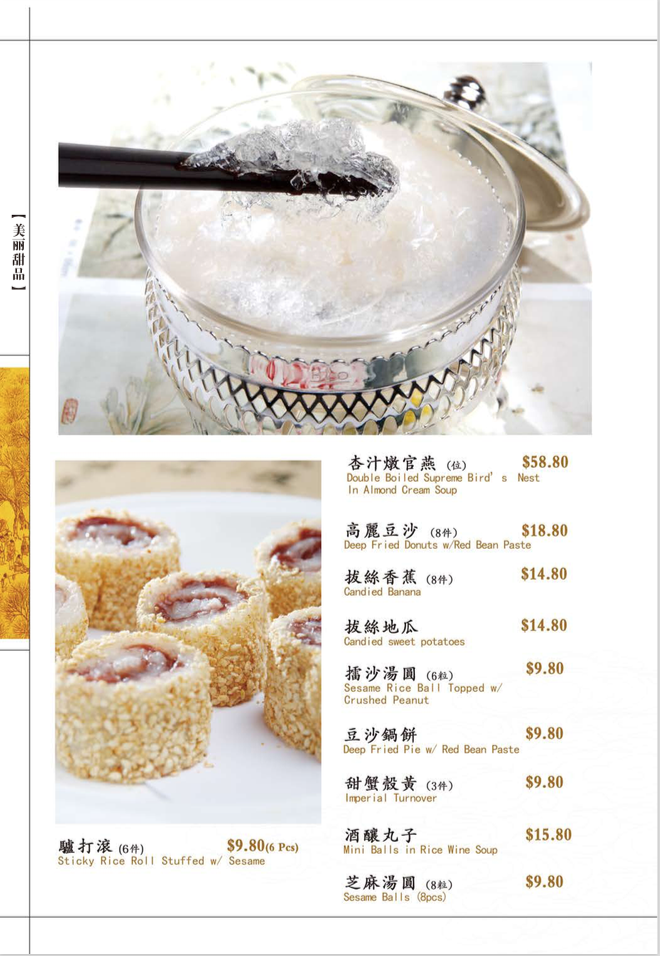 【美丽甜品】
杏汁燉官燕 (位) $58.80
Double Boiled Supreme Bird's Nest
In Almond Cream Soup
高麗豆沙 (8件) $18.80
Deep Fried Donuts w/Red Bean Paste
拔絲香蕉 (8件) $14.80
Candied Banana
拔絲地瓜 $14.80
Candied sweet potatoes
擂沙湯圓 (6粒) $9.80
Sesame Rice Ball Topped w/
Crushed Peanut
豆沙鍋餅 $9.80
Deep Fried Pie w/ Red Bean Paste
甜蟹殼黃 (3件) $9.80
Imperial Turnover
酒釀丸子 $15.80
Mini Balls in Rice Wine Soup
芝麻湯圓 (8粒) $9.80
Sesame Balls (8pcs)
驢打滾 (6件) $9.80(6 Pcs)
Sticky Rice Roll Stuffed w/ Sesame